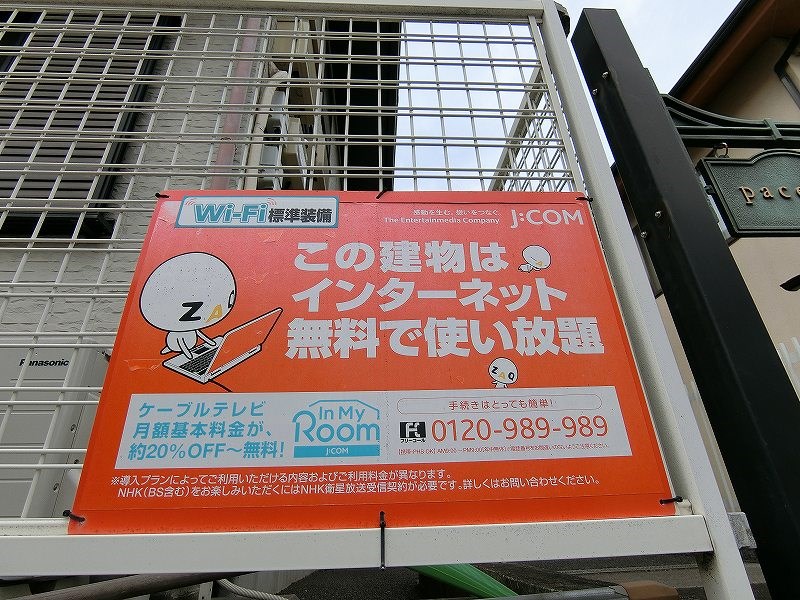 Wi-Fi標準装備
感動を生む。想いをつなぐ。
The Entertainmedia Company
J:COM
この建物は
インターネット
無料で使い放題
ZAQ
ZAQ
ケーブルテレビ
月額基本料金が、
約20%OFF～無料!
In My
Room
J:COM
手続きはとっても簡単!
フリーコール
0120-989-989
※導入プランによってご利用いただける内容およびご利用料金が異なります。
NHK(BS含む)をお楽しみいただくにはNHK衛星放送受信契約が必要です。詳しくはお問い合わせください。
Panasonic
pace